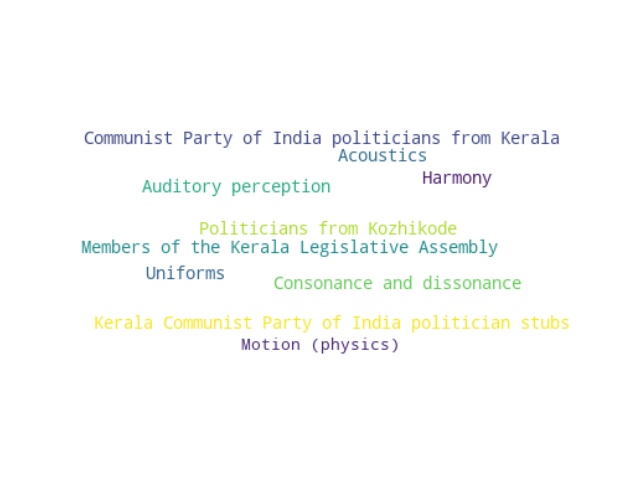 Communist Party of India politicians from Kerala
Acoustics
Harmony
Auditory perception
Politicians from Kozhikode
Members of the Kerala Legislative Assembly
Uniforms
Consonance and dissonance
Kerala Communist Party of India politician stubs
Motion (physics)